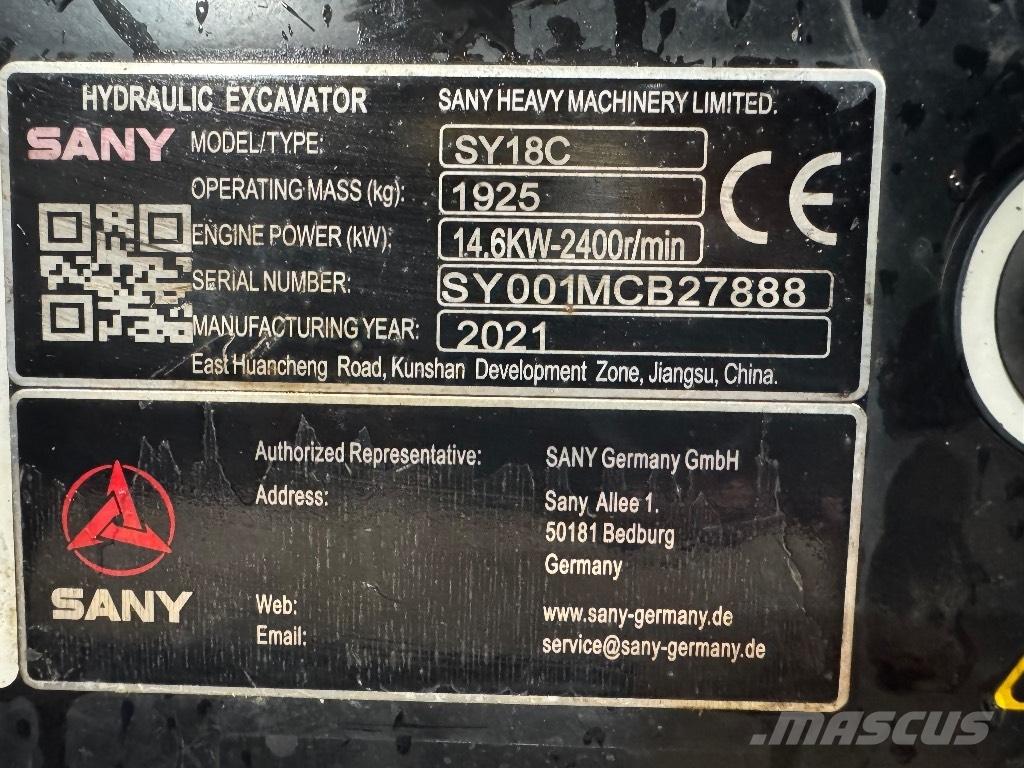 HYDRAULIC EXCAVATOR SANY HEAVY MACHINERY LIMITED.
SANY MODEL/TYPE: SY18C
OPERATING MASS (kg): 1925
ENGINE POWER (kW): 14.6KW-2400r/min
SERIAL NUMBER: SY001MCB27888
MANUFACTURING YEAR: 2021
East Huancheng Road, Kunshan Development Zone, Jiangsu, China.
CE
Authorized Representative: SANY Germany GmbH
Address: Sany Allee 1.
50181 Bedburg
Germany
SANY
Web: www.sany-germany.de
Email: service@sany-germany.de
MASCUS